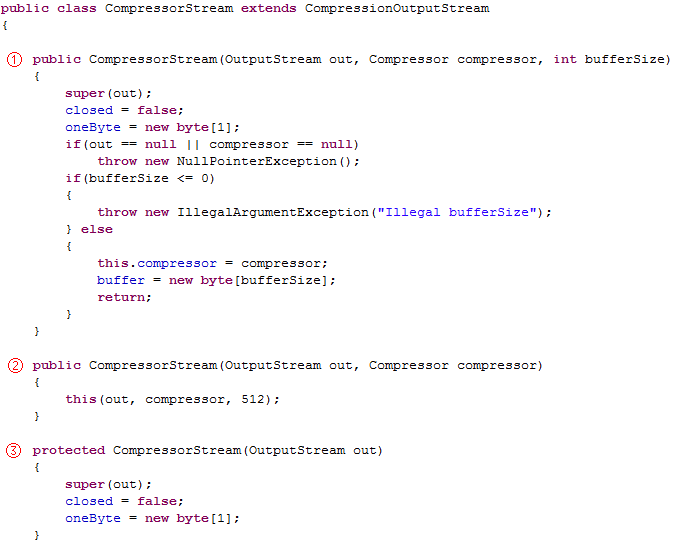 public class CompressorStream extends CompressionOutputStream
{
① public CompressorStream(OutputStream out, Compressor compressor, int bufferSize)
{
super(out);
closed = false;
oneByte = new byte[1];
if(out == null || compressor == null)
throw new NullPointerException();
if(bufferSize <= 0)
{
throw new IllegalArgumentException("Illegal bufferSize");
} else
{
this.compressor = compressor;
buffer = new byte[bufferSize];
return;
}
}
② public CompressorStream(OutputStream out, Compressor compressor)
{
this(out, compressor, 512);
}
③ protected CompressorStream(OutputStream out)
{
super(out);
closed = false;
oneByte = new byte[1];
}